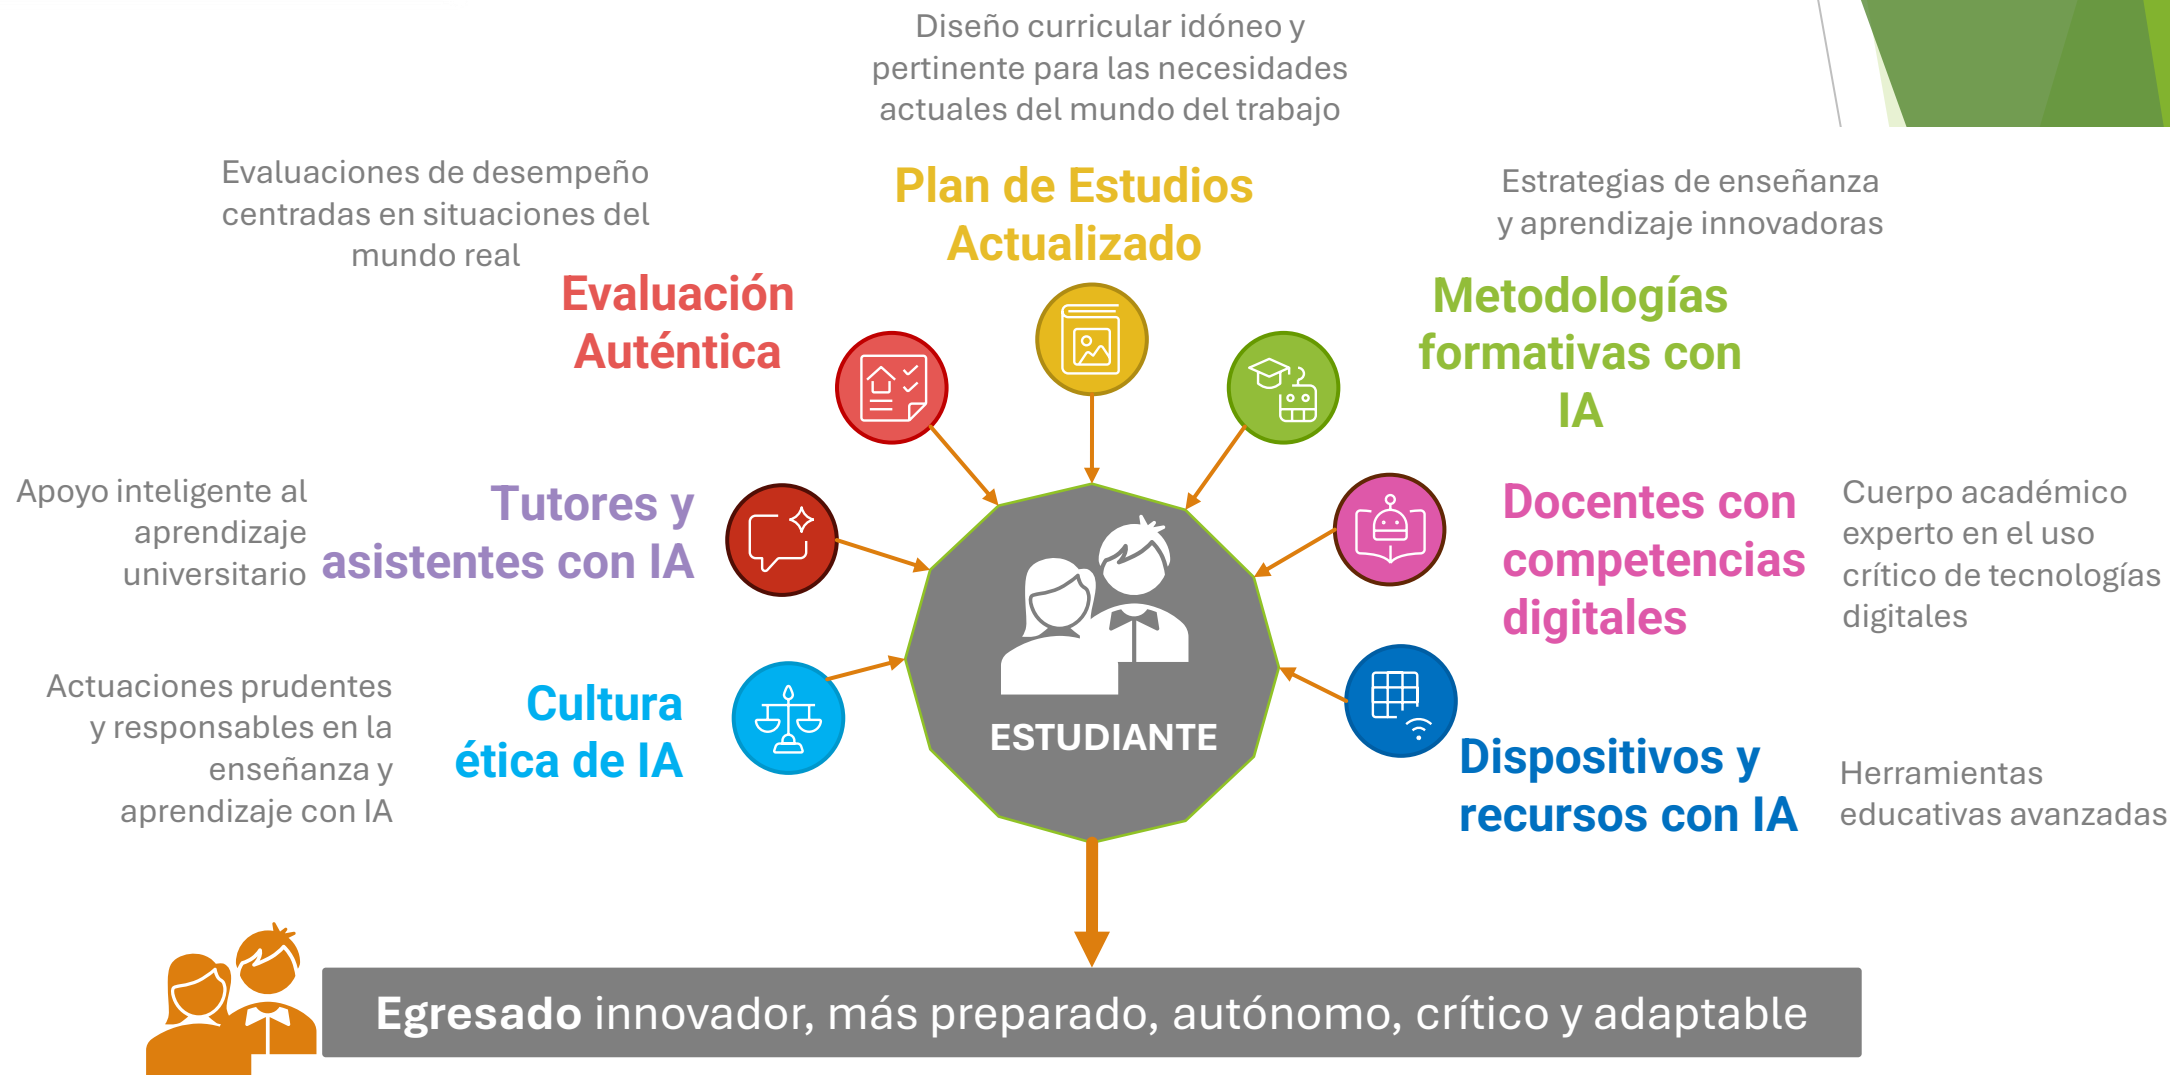 Diseño curricular idóneo y
pertinente para las necesidades
actuales del mundo del trabajo
Plan de Estudios
Actualizado
Evaluaciones de desempeño
centradas en situaciones del
mundo real
Evaluación
Auténtica
Estrategias de enseñanza
y aprendizaje innovadoras
Metodologías
formativas con
IA
Apoyo inteligente al
aprendizaje
universitario
Tutores y
asistentes con IA
Docentes con
competencias
digitales
Cuerpo académico
experto en el uso
crítico de tecnologías
digitales
Actuaciones prudentes
y responsables en la
enseñanza y
aprendizaje con IA
Cultura
ética de IA
ESTUDIANTE
Dispositivos y
recursos con IA
Herramientas
educativas avanzadas
Egresado innovador, más preparado, autónomo, crítico y adaptable